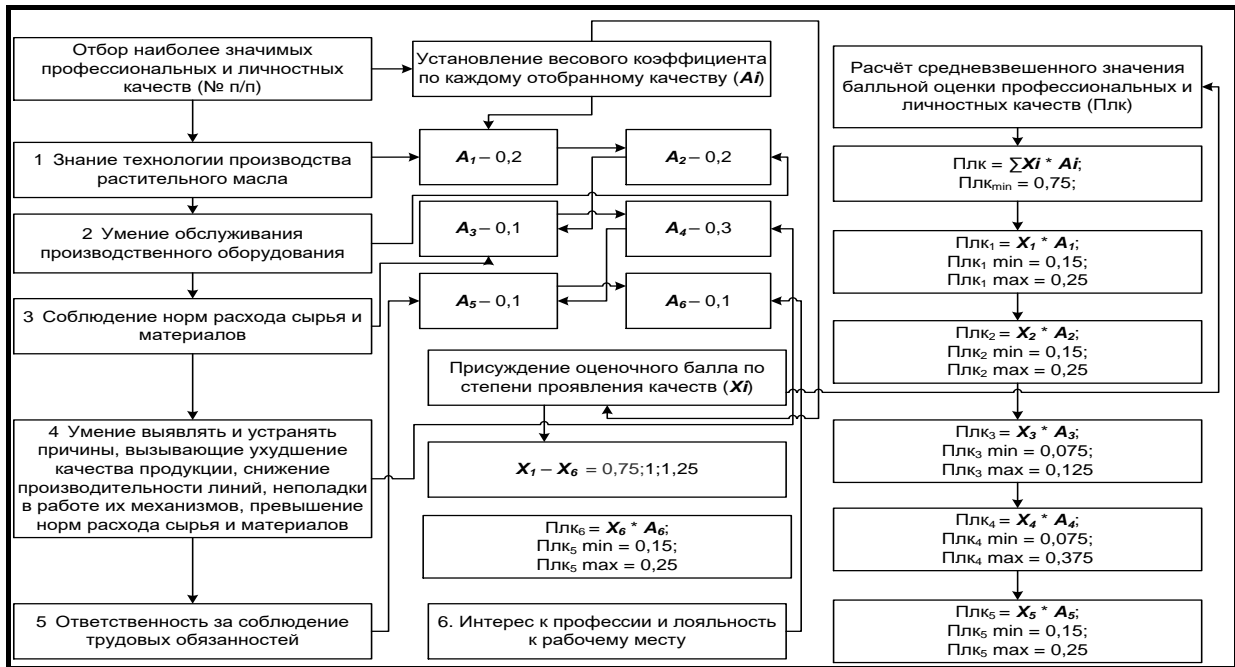 Отбор наиболее значимых
профессиональных и личностных
качеств (№ п/п)
Установление весового коэффициента
по каждому отобранному качеству (Ai)
Расчёт средневзвешенного значения
балльной оценки профессиональных и
личностных качеств (Плк)
1 Знание технологии производства
растительного масла
A₁ – 0,2
A₂ – 0,2
Плк = ∑Xi * Ai;
Плкmin = 0,75;
2 Умение обслуживания
производственного оборудования
A₃ – 0,1
A₄ – 0,3
Плк₁ = X₁ * A₁;
Плк₁ min = 0,15;
Плк₁ max = 0,25
3 Соблюдение норм расхода сырья и
материалов
A₅ – 0,1
A₆ – 0,1
Плк₂ = X₂ * A₂;
Плк₂ min = 0,15;
Плк₂ max = 0,25
Присуждение оценочного балла по
степени проявления качеств (Xi)
4 Умение выявлять и устранять
причины, вызывающие ухудшение
качества продукции, снижение
производительности линий, неполадки
в работе их механизмов, превышение
норм расхода сырья и материалов
X₁ – X₆ = 0,75;1;1,25
Плк₃ = X₃ * A₃;
Плк₃ min = 0,075;
Плк₃ max = 0,125
Плк₆ = X₆ * A₆;
Плк₅ min = 0,15;
Плк₅ max = 0,25
Плк₄ = X₄ * A₄;
Плк₄ min = 0,075;
Плк₄ max = 0,375
5 Ответственность за соблюдение
трудовых обязанностей
6. Интерес к профессии и лояльность
к рабочему месту
Плк₅ = X₅ * A₅;
Плк₅ min = 0,15;
Плк₅ max = 0,25